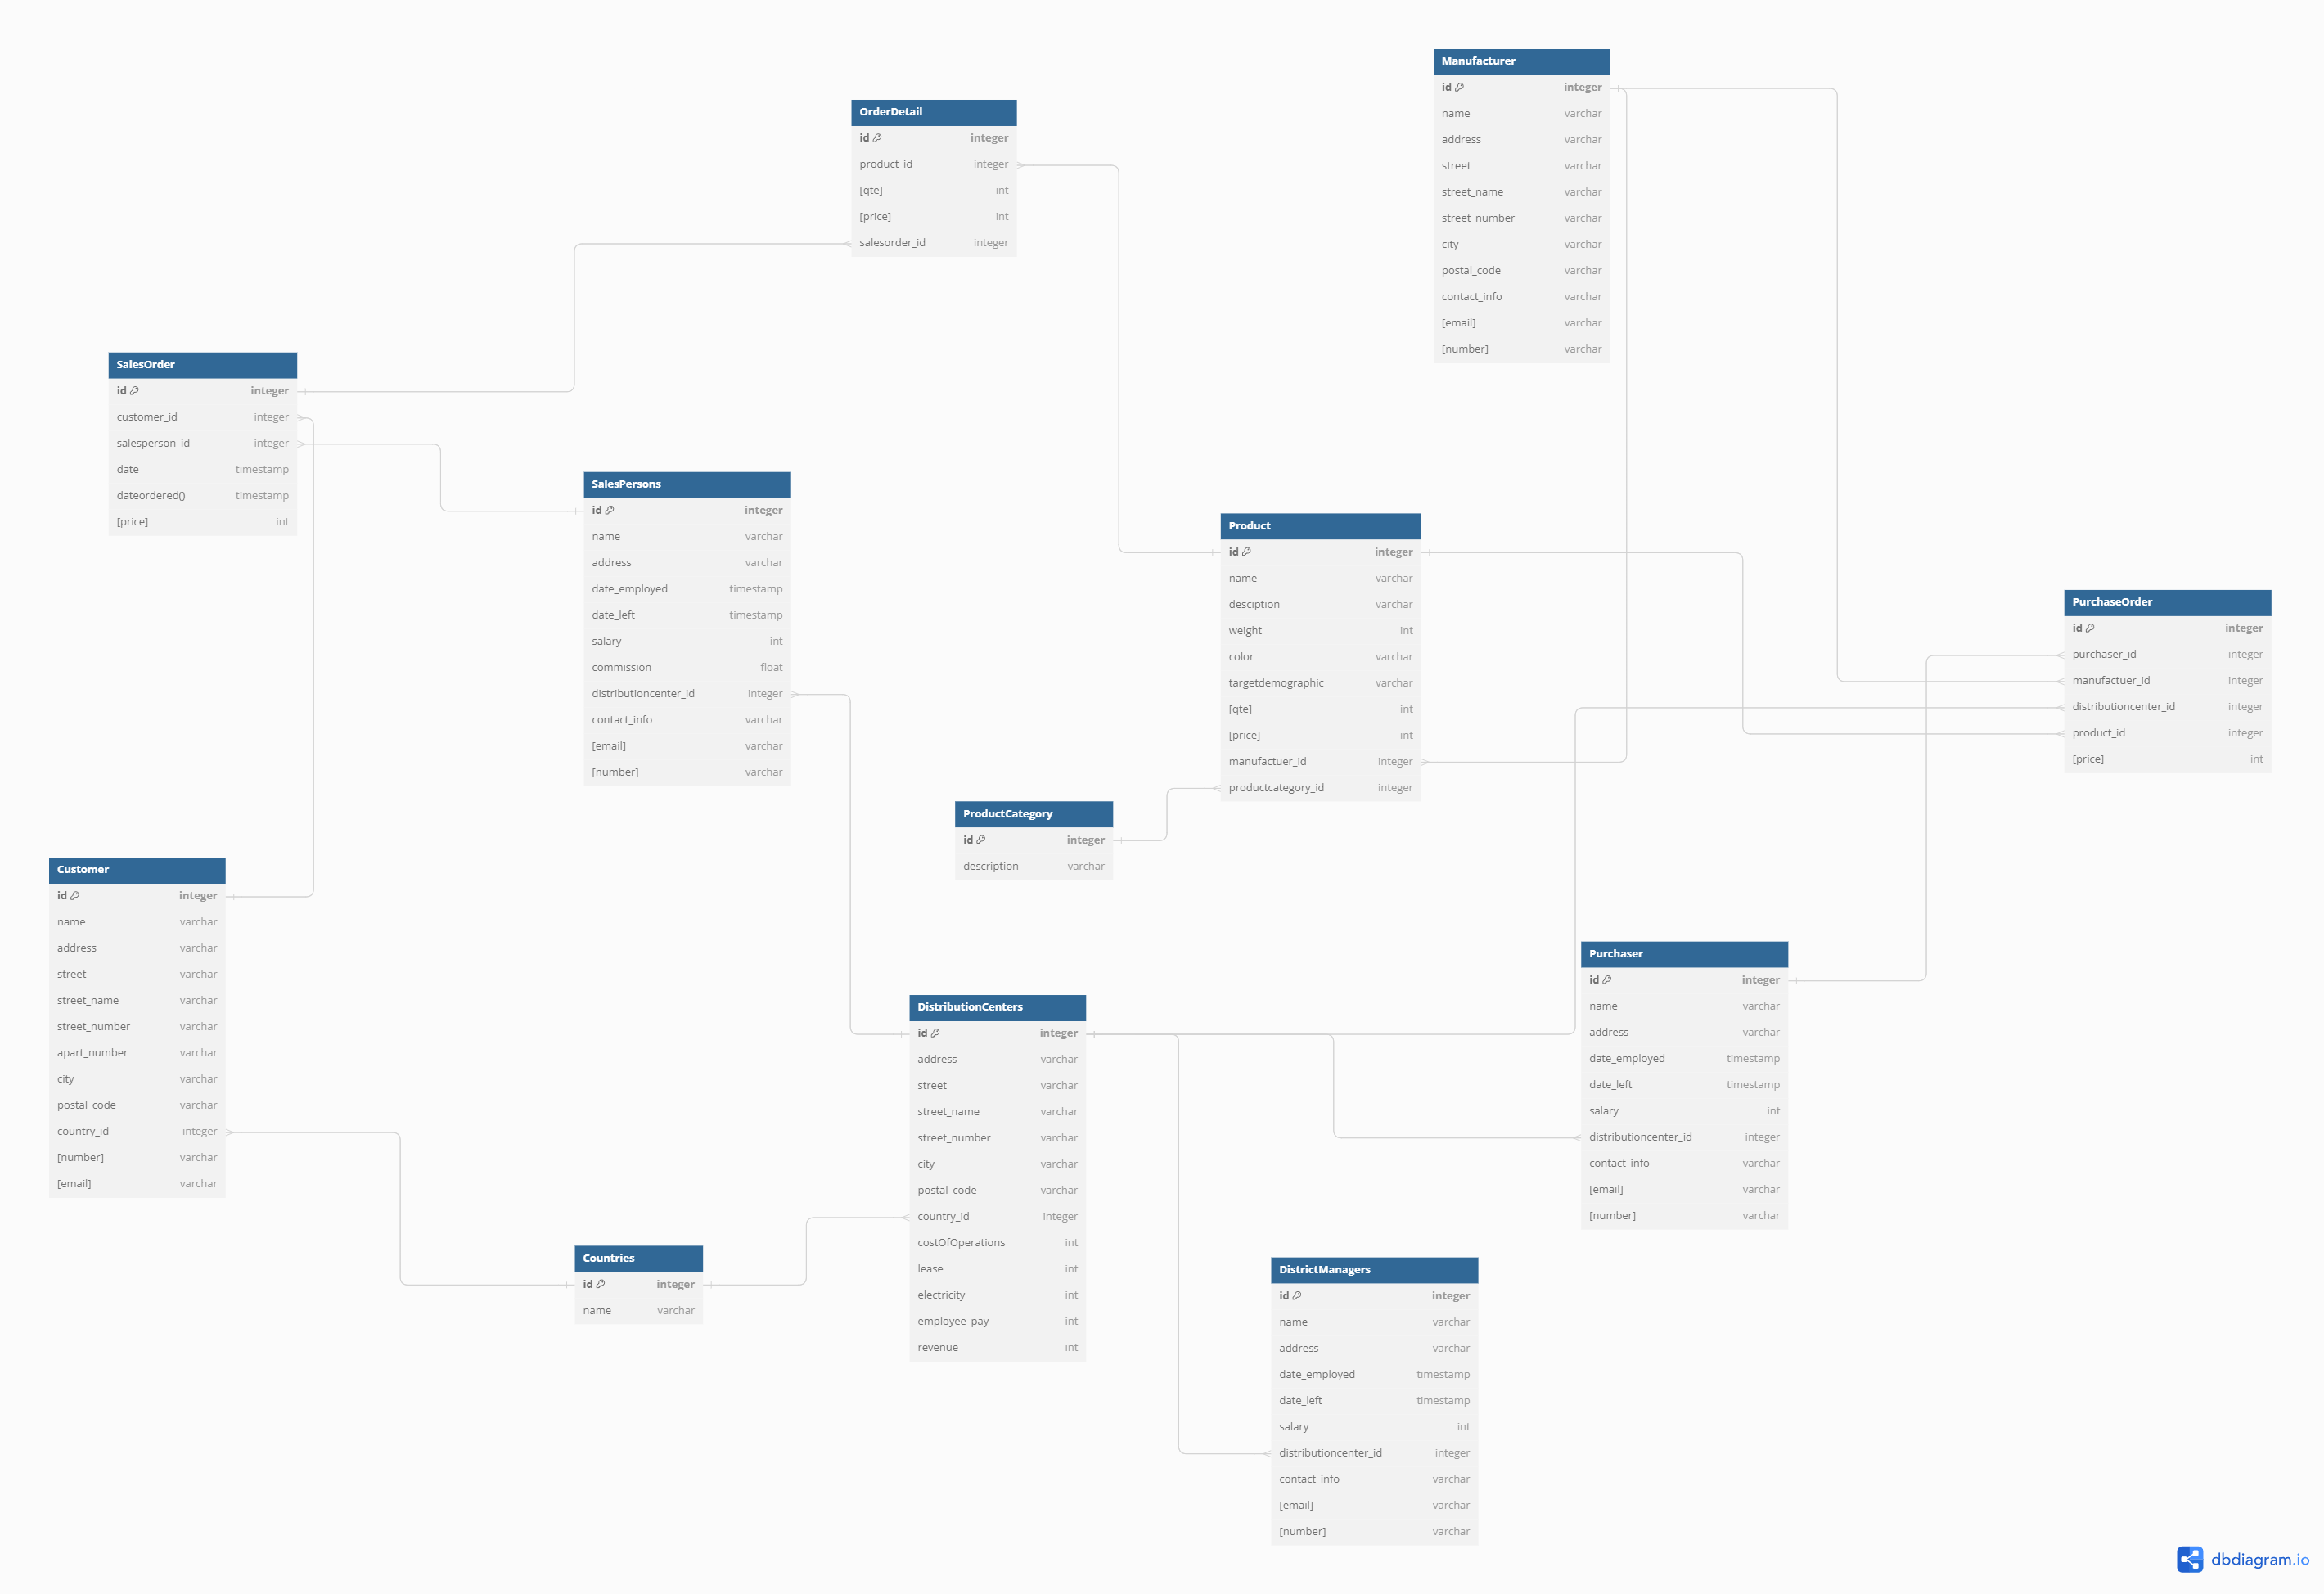 Manufacturer
id integer
name varchar
address varchar
street varchar
street_name varchar
street_number varchar
city varchar
postal_code varchar
contact_info varchar
[email] varchar
[number] varchar
OrderDetail
id integer
product_id integer
[qte] int
[price] int
salesorder_id integer
SalesOrder
id integer
customer_id integer
salesperson_id integer
date timestamp
dateordered() timestamp
[price] int
SalesPersons
id integer
name varchar
address varchar
date_employed timestamp
date_left timestamp
salary int
commission float
distributioncenter_id integer
contact_info varchar
[email] varchar
[number] varchar
Product
id integer
name varchar
desciption varchar
weight int
color varchar
targetdemographic varchar
[qte] int
[price] int
manufactuer_id integer
productcategory_id integer
PurchaseOrder
id integer
purchaser_id integer
manufactuer_id integer
distributioncenter_id integer
product_id integer
[price] int
ProductCategory
id integer
description varchar
Customer
id integer
name varchar
address varchar
street varchar
street_name varchar
street_number varchar
apart_number varchar
city varchar
postal_code varchar
country_id integer
[number] varchar
[email] varchar
Purchaser
id integer
name varchar
address varchar
date_employed timestamp
date_left timestamp
salary int
distributioncenter_id integer
contact_info varchar
[email] varchar
[number] varchar
DistributionCenters
id integer
address varchar
street varchar
street_name varchar
street_number varchar
city varchar
postal_code varchar
country_id integer
costOfOperations int
lease int
electricity int
employee_pay int
revenue int
Countries
id integer
name varchar
DistrictManagers
id integer
name varchar
address varchar
date_employed timestamp
date_left timestamp
salary int
distributioncenter_id integer
contact_info varchar
[email] varchar
[number] varchar
dbdiagram.io